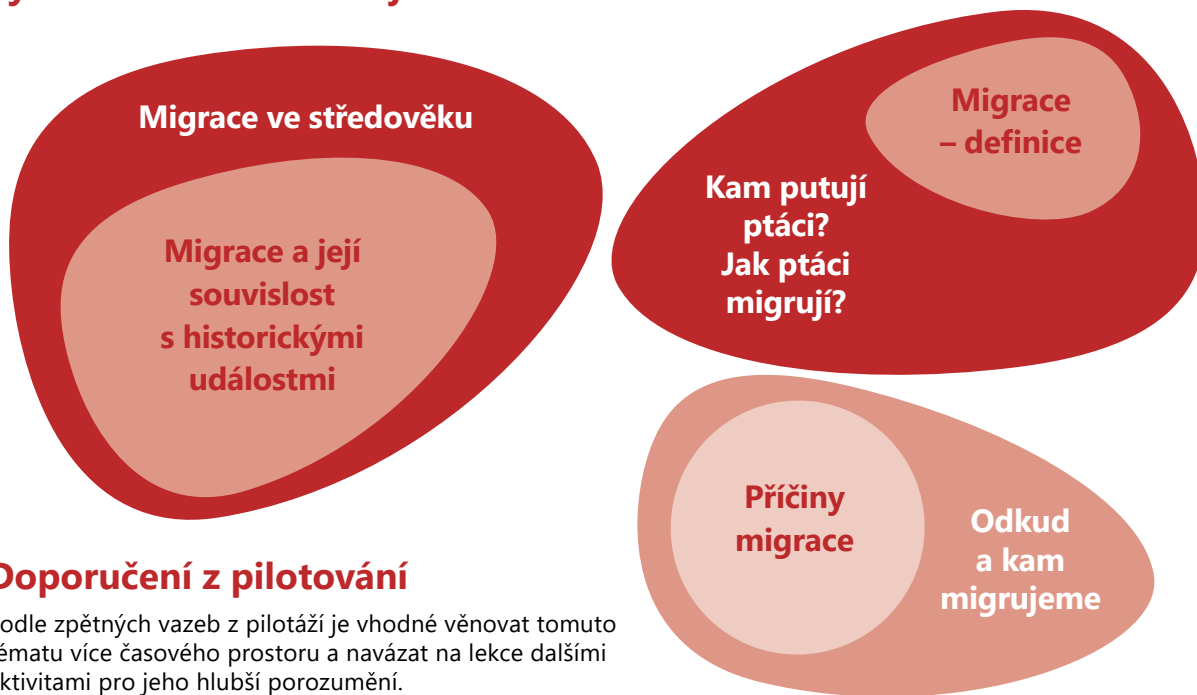 Migrace ve středověku
Migrace a její
souvislost
s historickými
událostmi
Migrace
– definice
Kam putují
ptáci?
Jak ptáci
migrují?
Příčiny
migrace
Odkud
a kam
migrujeme
Doporučení z pilotování
odle zpětných vazeb z pilotáží je vhodné věnovat tomuto
ématu více časového prostoru a navázat na lekce dalšími
ktivitami pro jeho hlubší porozumění.